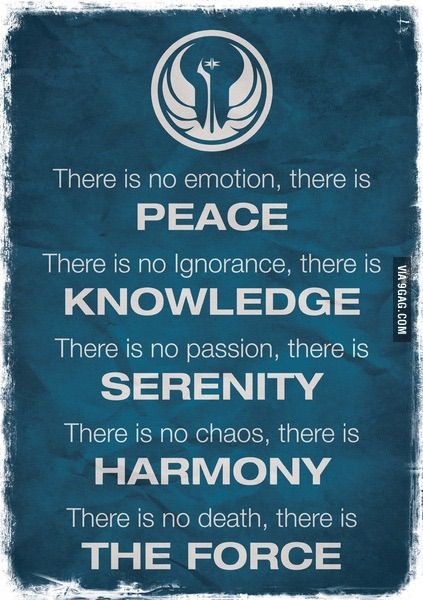 There is no emotion, there is
PEACE
There is no Ignorance, there is
KNOWLEDGE
There is no passion, there is
SERENITY
There is no chaos, there is
HARMONY
There is no death, there is
THE FORCE
VIA 9GAG.COM